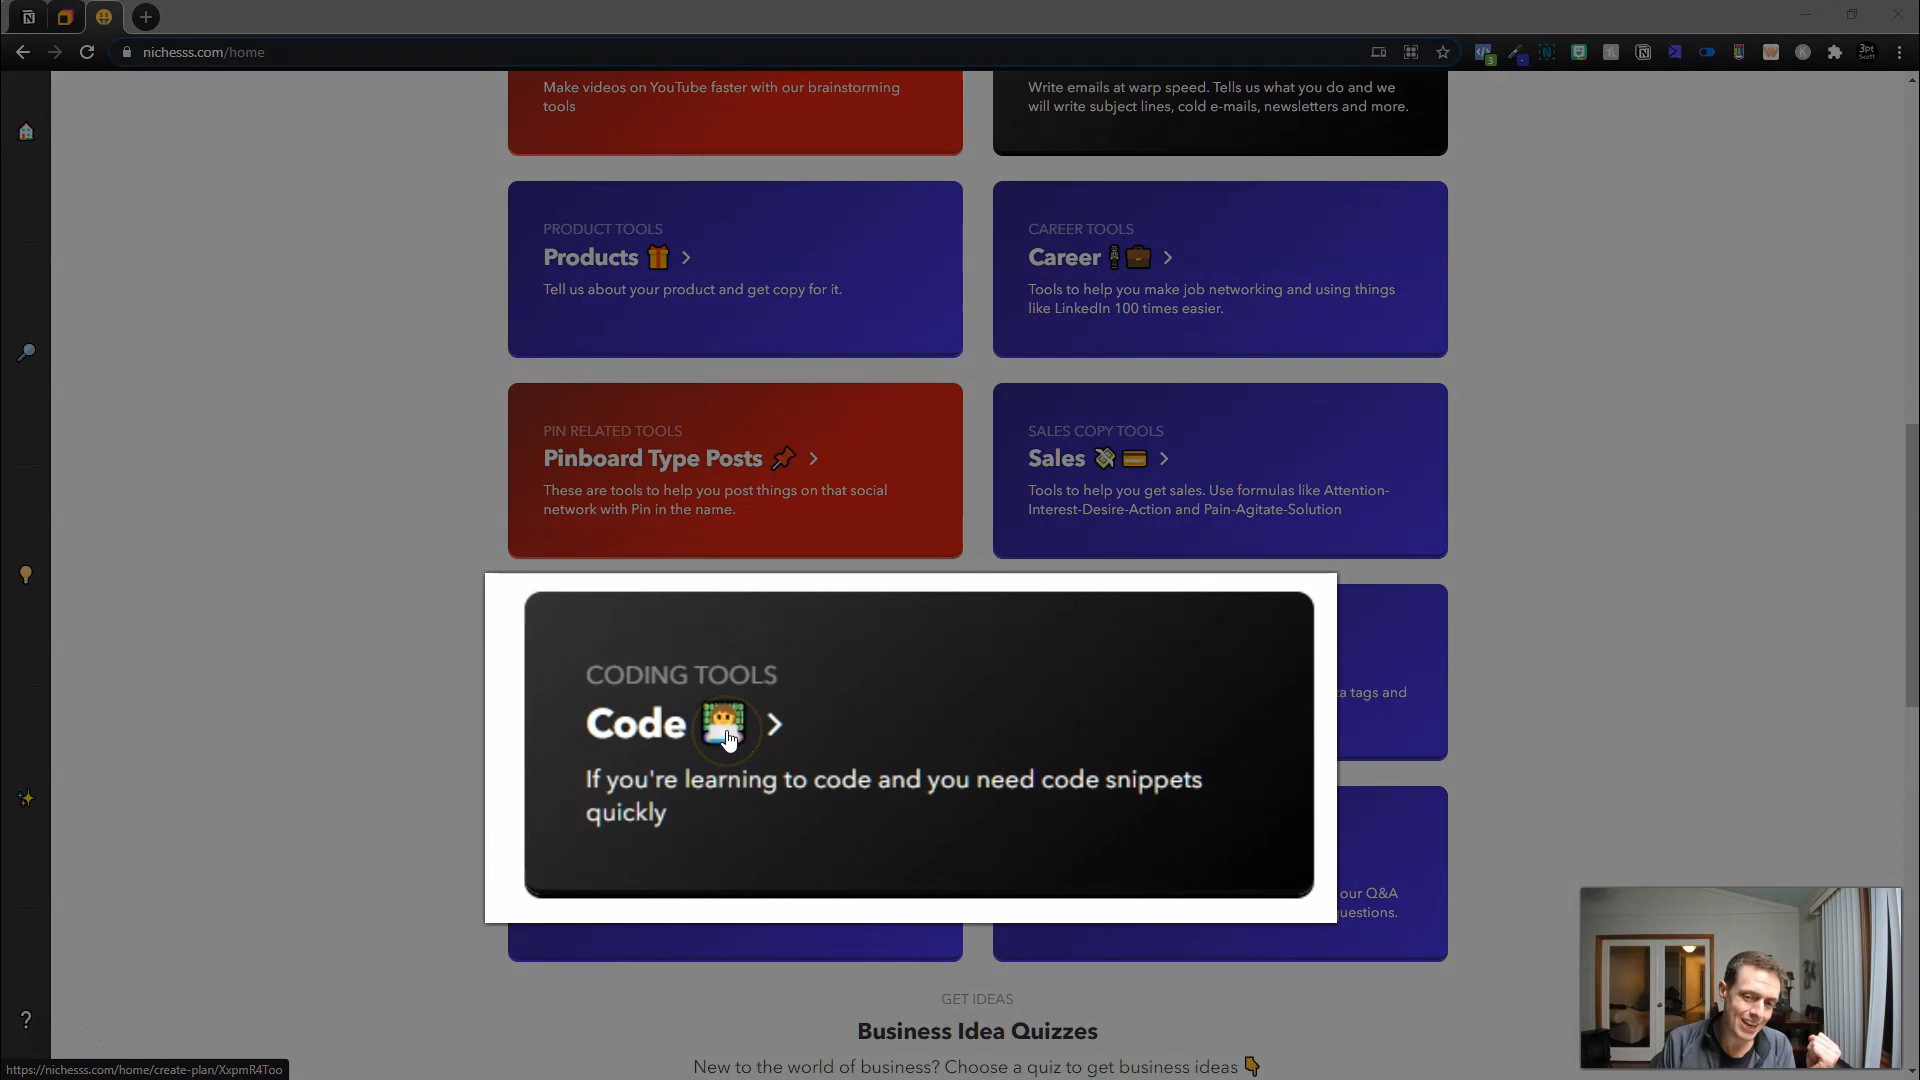 nichesss.com/home
3
3pt
Scott
Make videos on YouTube faster with our brainstorming
tools
Write emails at warp speed. Tells us what you do and we
will write subject lines, cold e-mails, newsletters and more.
PRODUCT TOOLS
Products
Tell us about your product and get copy for it.
CAREER TOOLS
Career
Tools to help you make job networking and using things
like LinkedIn 100 times easier.
PIN RELATED TOOLS
Pinboard Type Posts
These are tools to help you post things on that social
network with Pin in the name.
SALES COPY TOOLS
Sales
Tools to help you get sales. Use formulas like Attention-
Interest-Desire-Action and Pain-Agitate-Solution
CODING TOOLS
Code
If you're learning to code and you need code snippets
quickly
a tags and
our Q&A
uestions.
GET IDEAS
Business Idea Quizzes
New to the world of business? Choose a quiz to get business ideas
https://nichesss.com/home/create-plan/XxpmR4Too